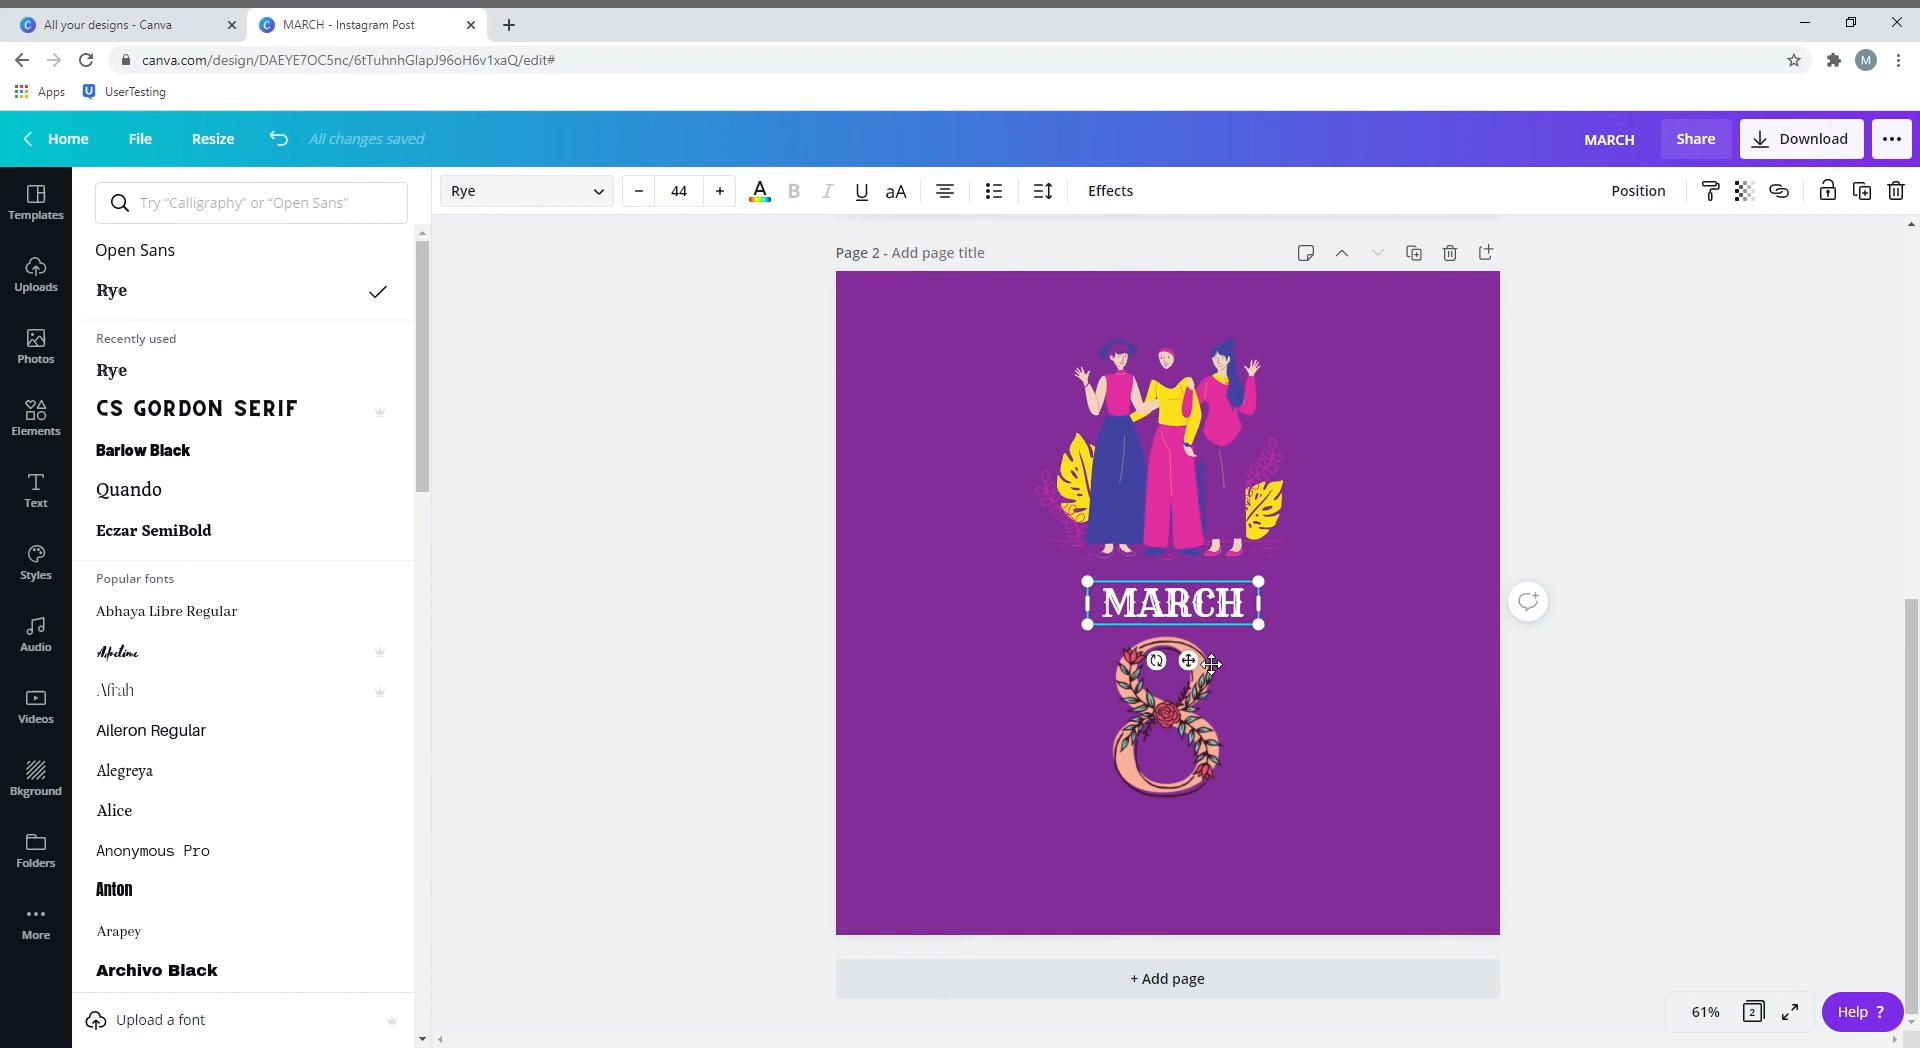 All your designs - Canva
MARCH - Instagram Post
canva.com/design/DAEYE7OC5nc/6tTuhnhGlapJ96oH6v1xaQ/edit#
Apps
UserTesting
M
Home
File
Resize
All changes saved
MARCH
Share
Download
Templates
Uploads
Photos
Elements
Text
Styles
Audio
Videos
Bkground
Folders
More
Try “Calligraphy” or “Open Sans”
Open Sans
Rye
Recently used
Rye
CS GORDON SERIF
Barlow Black
Quando
Eczar SemiBold
Popular fonts
Abhaya Libre Regular
Afrah
Aileron Regular
Alegreya
Alice
Anonymous Pro
Anton
Arapey
Archivo Black
Upload a font
Rye
44
B
I
U
aA
Effects
Position
Page 2 - Add page title
MARCH
8
+ Add page
61%
2
Help ?